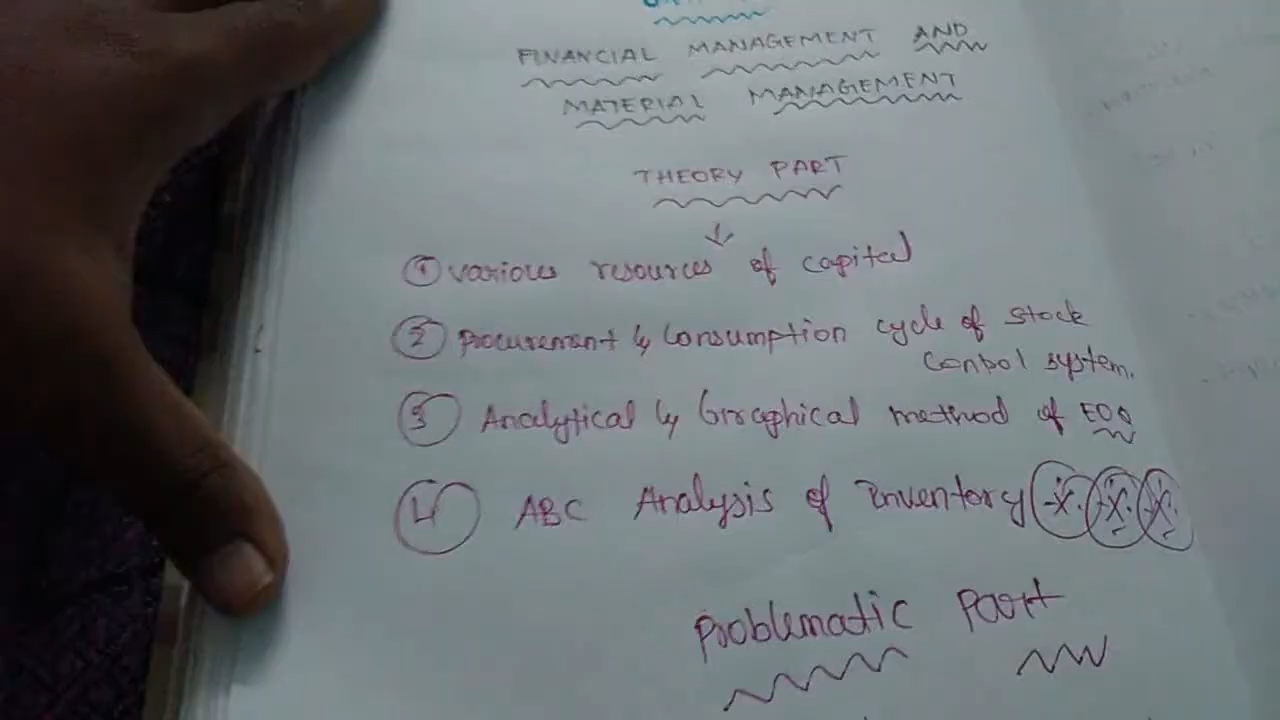 FINANCIAL MANAGEMENT AND
MATERIAL MANAGEMENT
THEORY PART
① various resources of capital
② Procurement & Consumption cycle of stock
Conbol system.
③ Analytical & Graphical method of EOQ
④ ABC Analysis of Inventory
Problematic Part